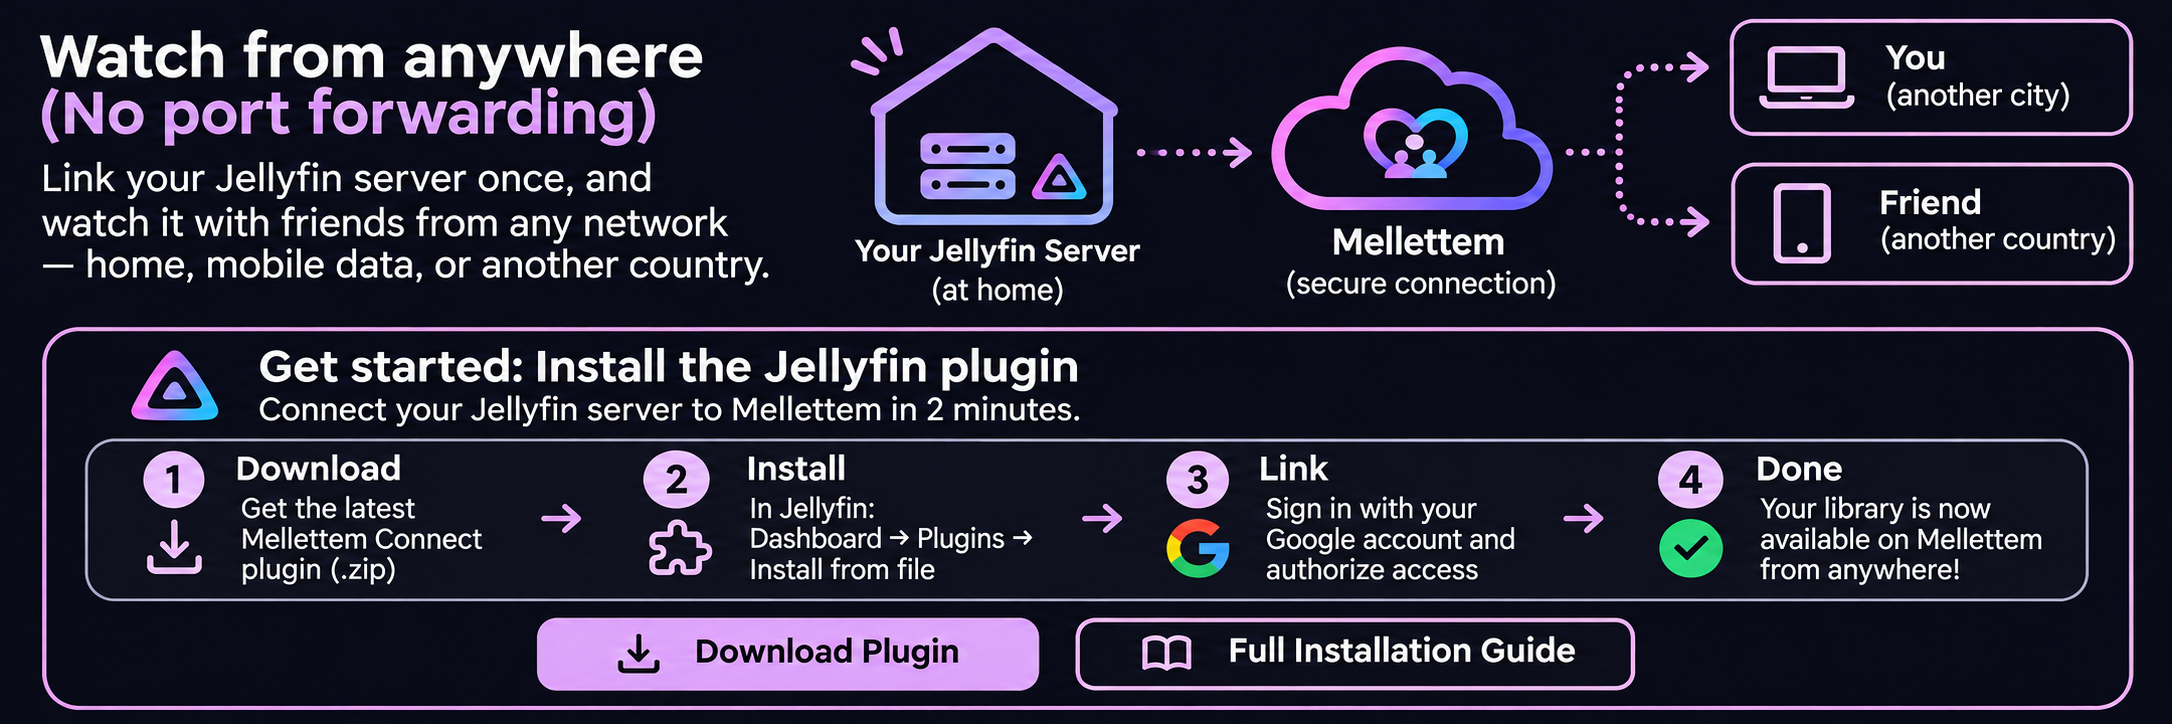 Watch from anywhere
(No port forwarding)
Link your Jellyfin server once, and
watch it with friends from any network
— home, mobile data, or another country.
Your Jellyfin Server
(at home)
Mellettem
(secure connection)
You
(another city)
Friend
(another country)
Get started: Install the Jellyfin plugin
Connect your Jellyfin server to Mellettem in 2 minutes.
1
Download
Get the latest
Mellettem Connect
plugin (.zip)
2
Install
In Jellyfin:
Dashboard → Plugins →
Install from file
3
Link
Sign in with your
Google account and
authorize access
4
Done
Your library is now
available on Mellettem
from anywhere!
Download Plugin
Full Installation Guide